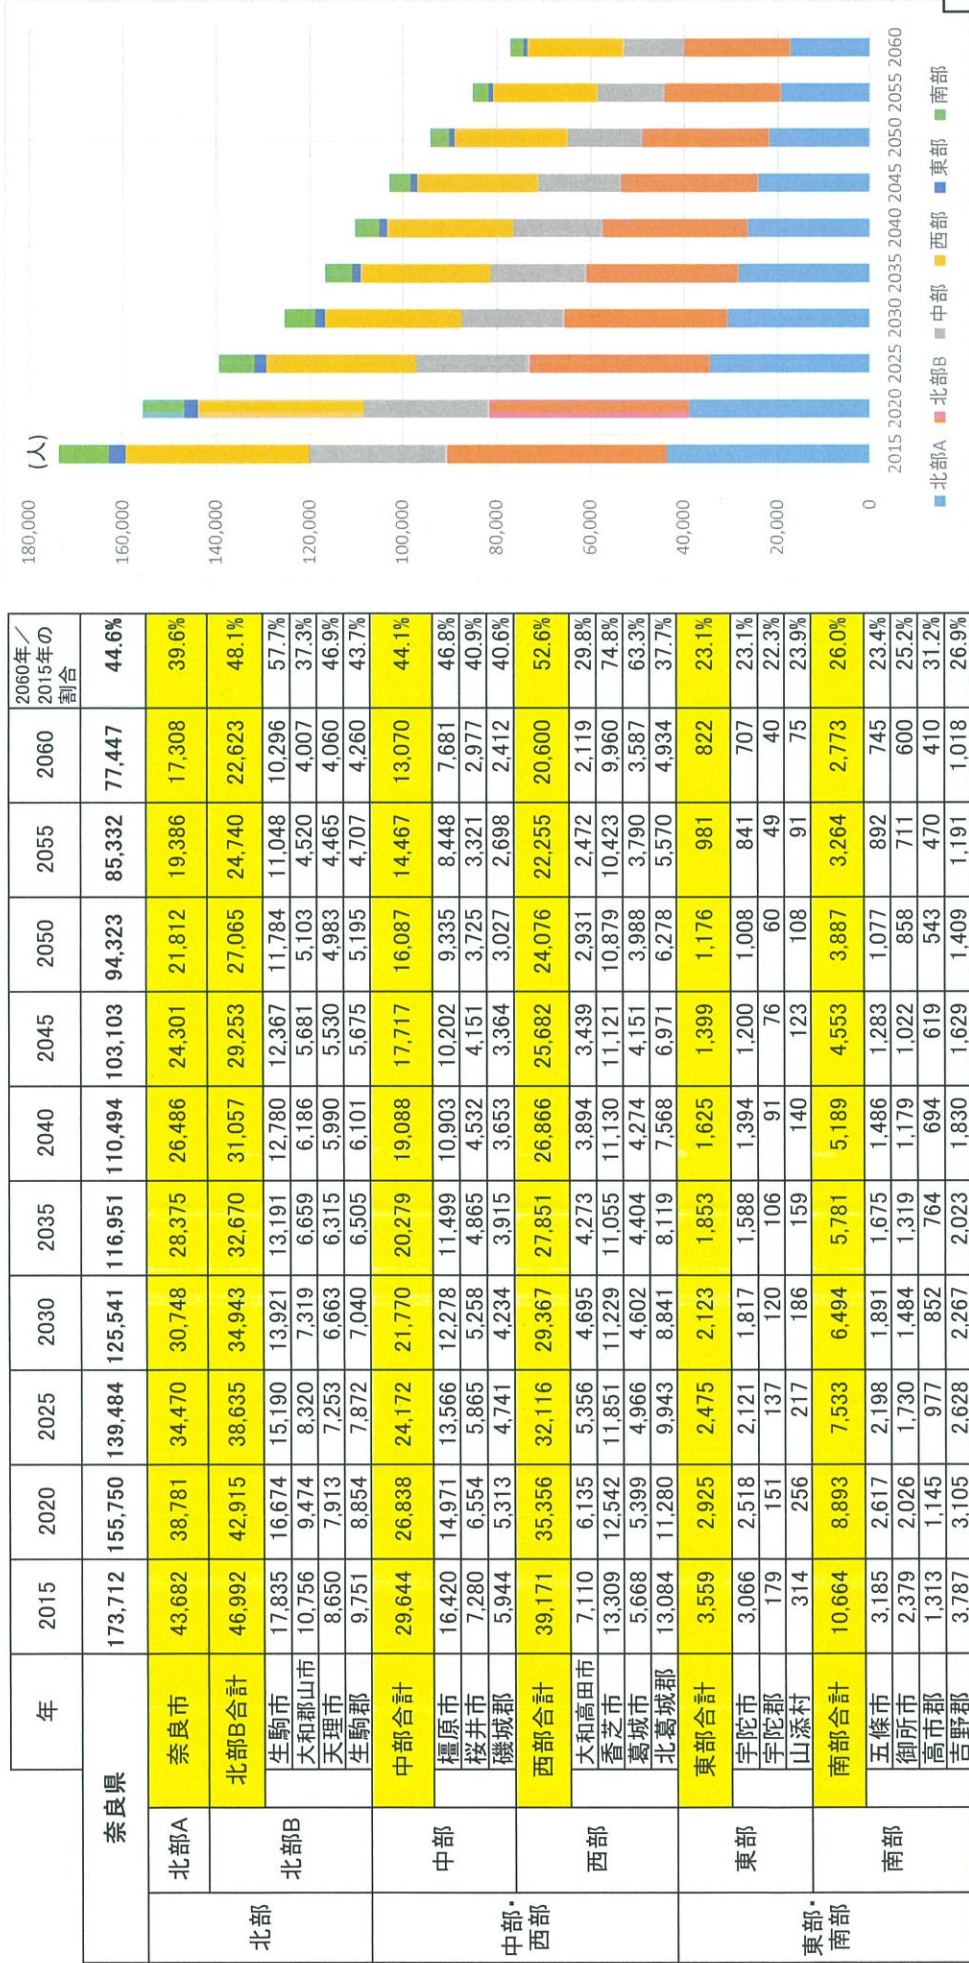 年 2015 2020 2025 2030 2035 2040 2045 2050 2055 2060 2060年／2015年の割合
奈良県 173,712 155,750 139,484 125,541 116,951 110,494 103,103 94,323 85,332 77,447 44.6%
北部 北部A 奈良市 43,682 38,781 34,470 30,748 28,375 26,486 24,301 21,812 19,386 17,308 39.6%
北部B 北部B合計 46,992 42,915 38,635 34,943 32,670 31,057 29,253 27,065 24,740 22,623 48.1%
生駒市 17,835 16,674 15,190 13,921 13,191 12,780 12,367 11,784 11,048 10,296 57.7%
大和郡山市 10,756 9,474 8,320 7,319 6,659 6,186 5,681 5,103 4,520 4,007 37.3%
天理市 8,650 7,913 7,253 6,663 6,315 5,990 5,530 4,983 4,465 4,060 46.9%
生駒郡 9,751 8,854 7,872 7,040 6,505 6,101 5,675 5,195 4,707 4,260 43.7%
中部・西部 中部 中部合計 29,644 26,838 24,172 21,770 20,279 19,088 17,717 16,087 14,467 13,070 44.1%
橿原市 16,420 14,971 13,566 12,278 11,499 10,903 10,202 9,335 8,448 7,681 46.8%
桜井市 7,280 6,554 5,865 5,258 4,865 4,532 4,151 3,725 3,321 2,977 40.9%
磯城郡 5,944 5,313 4,741 4,234 3,915 3,653 3,364 3,027 2,698 2,412 40.6%
西部 西部合計 39,171 35,356 32,116 29,367 27,851 26,866 25,682 24,076 22,255 20,600 52.6%
大和高田市 7,110 6,135 5,356 4,695 4,273 3,894 3,439 2,931 2,472 2,119 29.8%
香芝市 13,309 12,542 11,851 11,229 11,055 11,130 11,121 10,879 10,423 9,960 74.8%
葛城市 5,668 5,399 4,966 4,602 4,404 4,274 4,151 3,988 3,790 3,587 63.3%
北葛城郡 13,084 11,280 9,943 8,841 8,119 7,568 6,971 6,278 5,570 4,934 37.7%
東部・南部 東部 東部合計 3,559 2,925 2,475 2,123 1,853 1,625 1,399 1,176 981 822 23.1%
宇陀市 3,066 2,518 2,121 1,817 1,588 1,394 1,200 1,008 841 707 23.1%
宇陀郡 179 151 137 120 106 91 76 60 49 40 22.3%
山添村 314 256 217 186 159 140 123 108 91 75 23.9%
南部 南部合計 10,664 8,893 7,533 6,494 5,781 5,189 4,553 3,887 3,264 2,773 26.0%
五條市 3,185 2,617 2,198 1,891 1,675 1,486 1,283 1,077 892 745 23.4%
御所市 2,379 2,026 1,730 1,484 1,319 1,179 1,022 858 711 600 25.2%
高市郡 1,313 1,145 977 852 764 694 619 543 470 410 31.2%
吉野郡 3,787 3,105 2,628 2,267 2,023 1,830 1,629 1,409 1,191 1,018 26.9%
(人)
180,000
160,000
140,000
120,000
100,000
80,000
60,000
40,000
20,000
0
2015 2020 2025 2030 2035 2040 2045 2050 2055 2060
北部A 北部B 中部 西部 東部 南部